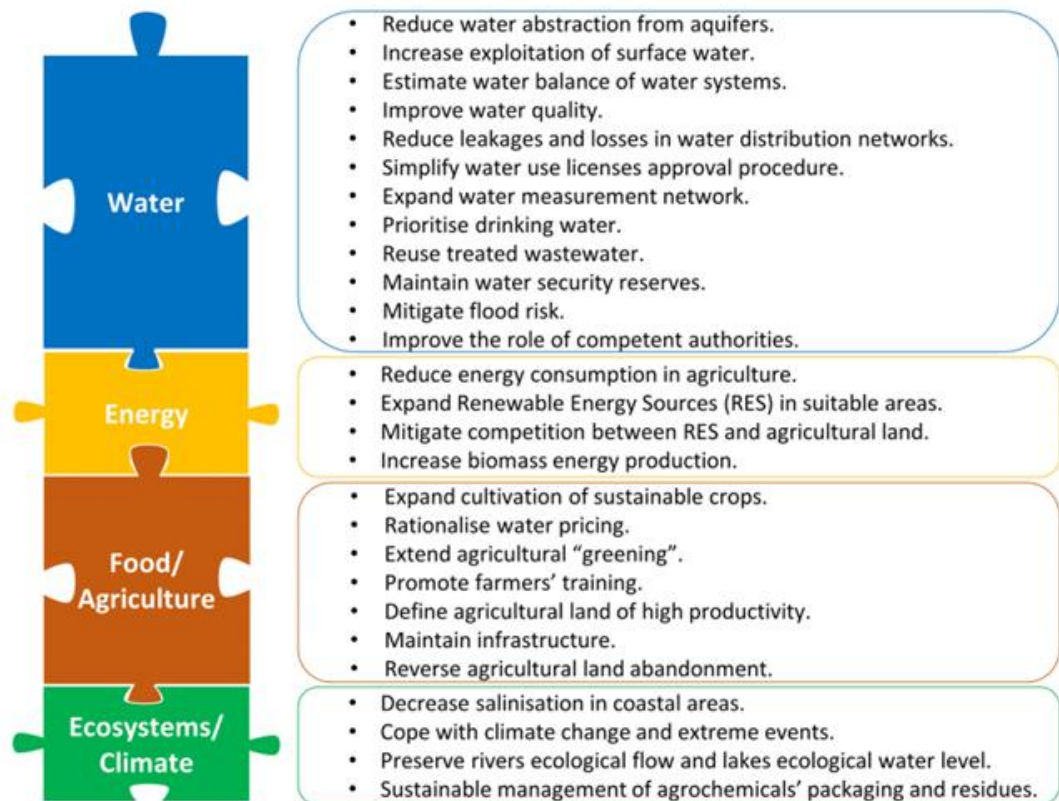 Water
• Reduce water abstraction from aquifers.
• Increase exploitation of surface water.
• Estimate water balance of water systems.
• Improve water quality.
• Reduce leakages and losses in water distribution networks.
• Simplify water use licenses approval procedure.
• Expand water measurement network.
• Prioritise drinking water.
• Reuse treated wastewater.
• Maintain water security reserves.
• Mitigate flood risk.
• Improve the role of competent authorities.
Energy
• Reduce energy consumption in agriculture.
• Expand Renewable Energy Sources (RES) in suitable areas.
• Mitigate competition between RES and agricultural land.
• Increase biomass energy production.
Food/
Agriculture
• Expand cultivation of sustainable crops.
• Rationalise water pricing.
• Extend agricultural “greening”.
• Promote farmers’ training.
• Define agricultural land of high productivity.
• Maintain infrastructure.
• Reverse agricultural land abandonment.
Ecosystems/
Climate
• Decrease salinisation in coastal areas.
• Cope with climate change and extreme events.
• Preserve rivers ecological flow and lakes ecological water level.
• Sustainable management of agrochemicals’ packaging and residues.